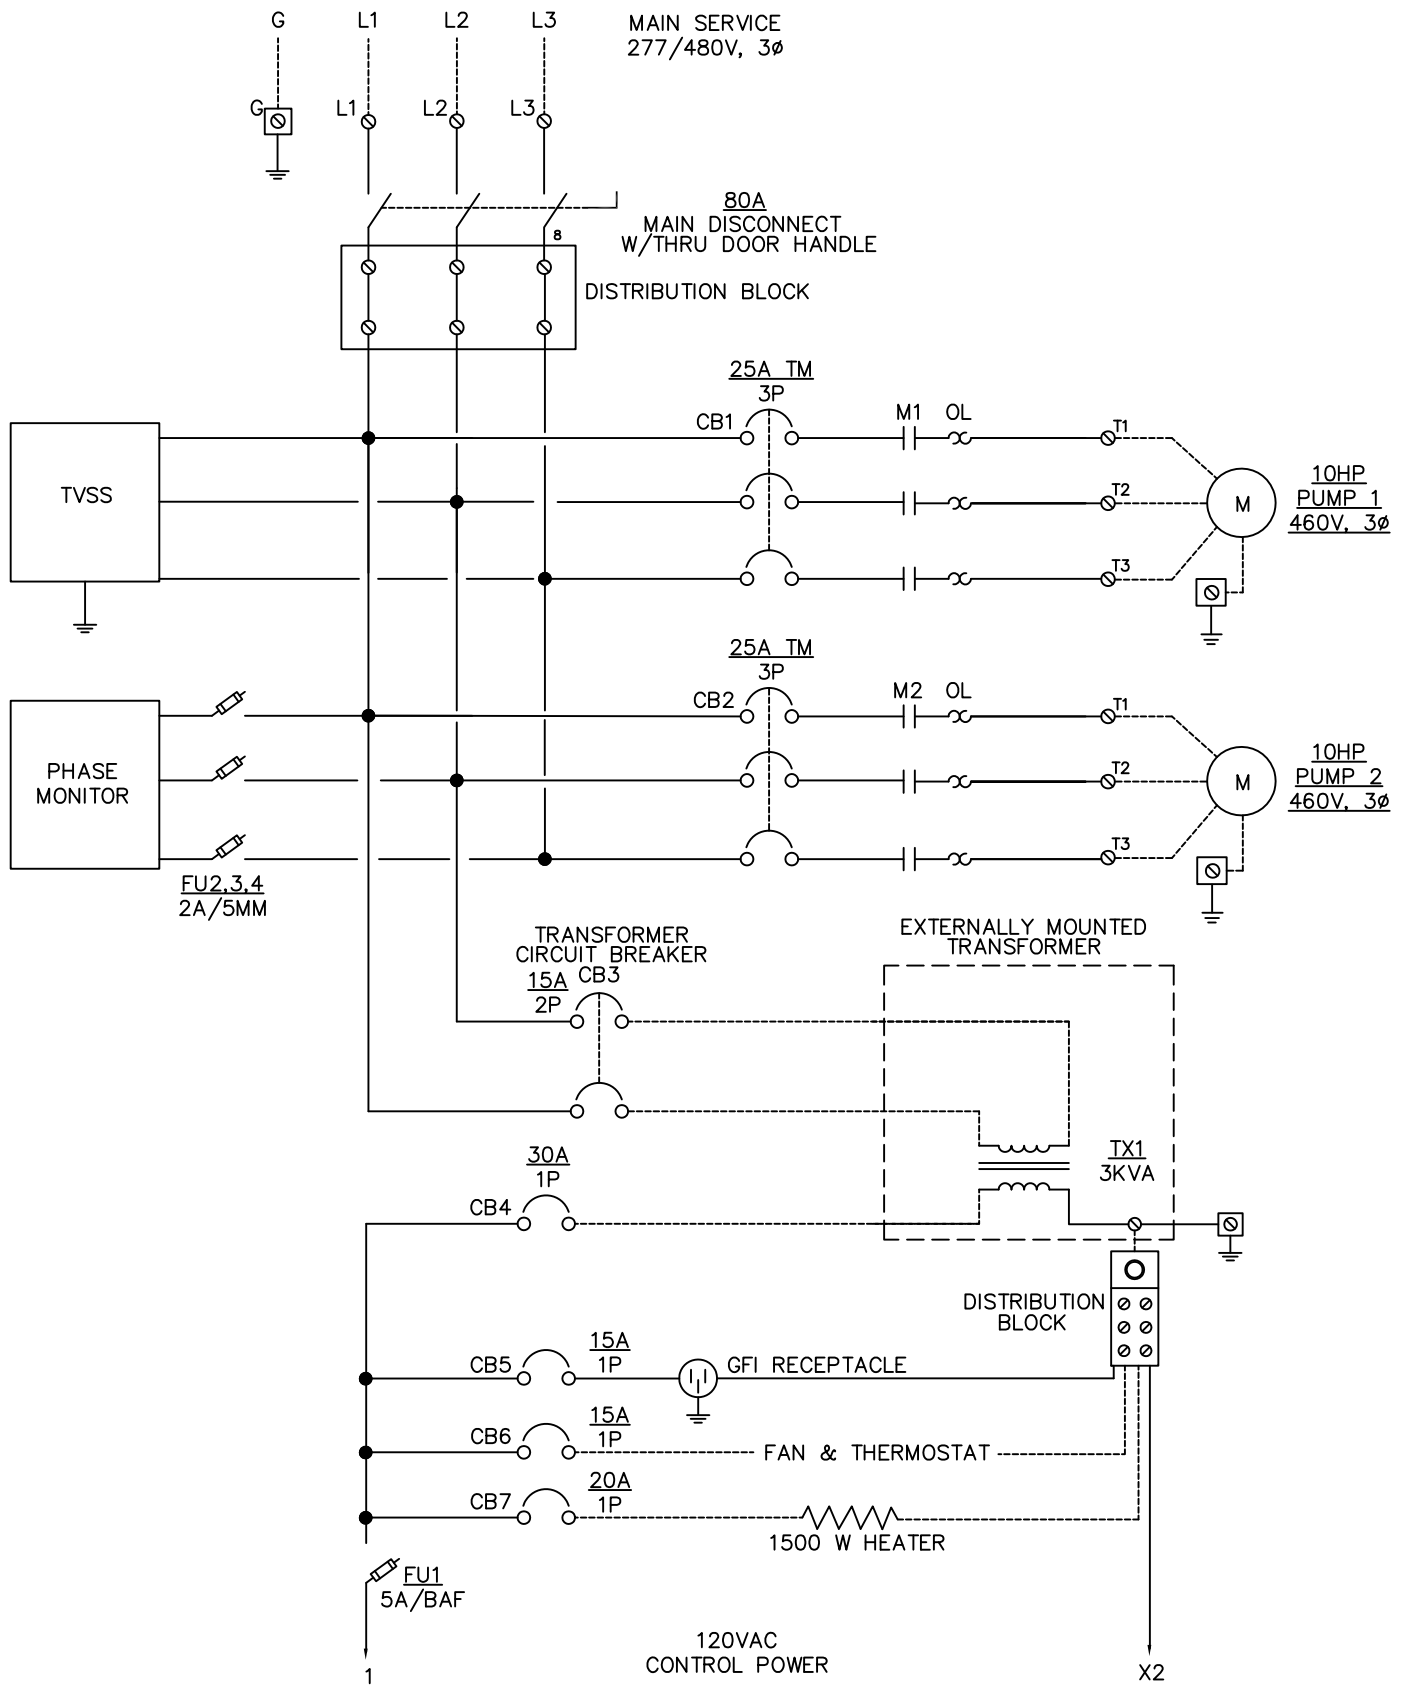 G
L1
L2
L3
MAIN SERVICE
277/480V, 3ø
G
L1
L2
L3
80A
MAIN DISCONNECT
W/THRU DOOR HANDLE
8
DISTRIBUTION BLOCK
25A TM
3P
CB1
M1
OL
T1
TVSS
T2
M
10HP
PUMP 1
460V, 3ø
T3
25A TM
3P
CB2
M2
OL
T1
PHASE
MONITOR
T2
M
10HP
PUMP 2
460V, 3ø
T3
FU2,3,4
2A/5MM
TRANSFORMER
CIRCUIT BREAKER
15A
CB3
2P
EXTERNALLY MOUNTED
TRANSFORMER
TX1
3KVA
30A
1P
CB4
DISTRIBUTION
BLOCK
CB5
15A
1P
GFI RECEPTACLE
CB6
15A
1P
FAN & THERMOSTAT
CB7
20A
1P
1500 W HEATER
FU1
5A/BAF
120VAC
CONTROL POWER
1
X2